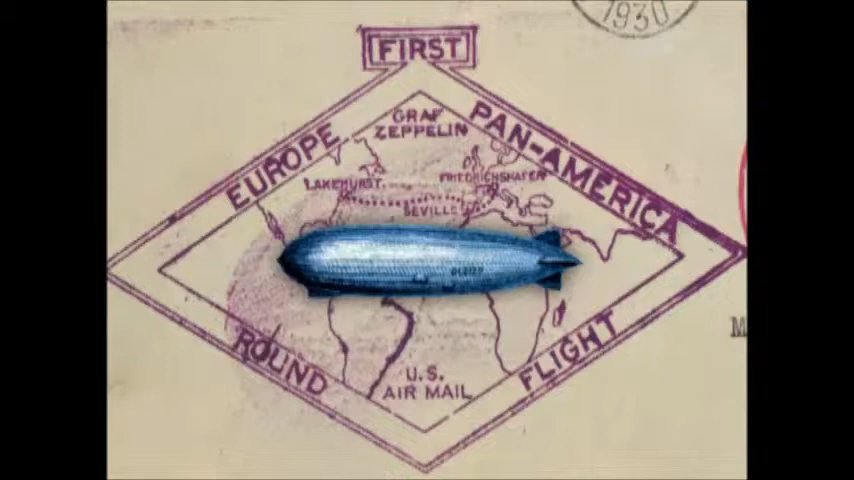 1930
FIRST
EUROPE
PAN-AMERICA
GRAF
ZEPPELIN
LAKEHURST.
FRIEDRICHSHAFEN
SEVILLE
ROUND
FLIGHT
U.S.
AIR MAIL
M